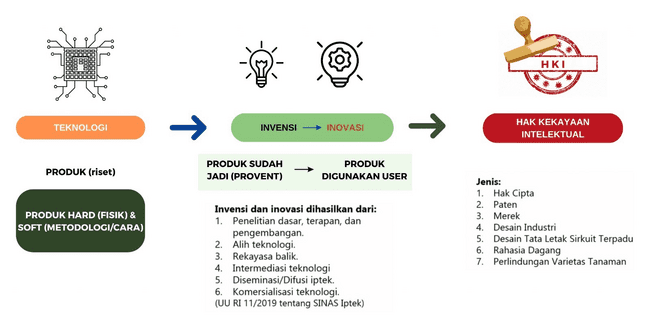 HKI
TEKNOLOGI
INVENSI
INOVASI
HAK KEKAYAAN
INTELEKTUAL
PRODUK (riset)
PRODUK HARD (FISIK) &
SOFT (METODOLOGI/CARA)
PRODUK SUDAH
JADI (PROVENT)
PRODUK
DIGUNAKAN USER
Invensi dan inovasi dihasilkan dari:
1. Penelitian dasar, terapan, dan
pengembangan.
2. Alih teknologi.
3. Rekayasa balik.
4. Intermediasi teknologi
5. Diseminasi/Difusi iptek.
6. Komersialisasi teknologi.
(UU RI 11/2019 tentang SINAS Iptek)
Jenis:
1. Hak Cipta
2. Paten
3. Merek
4. Desain Industri
5. Desain Tata Letak Sirkuit Terpadu
6. Rahasia Dagang
7. Perlindungan Varietas Tanaman